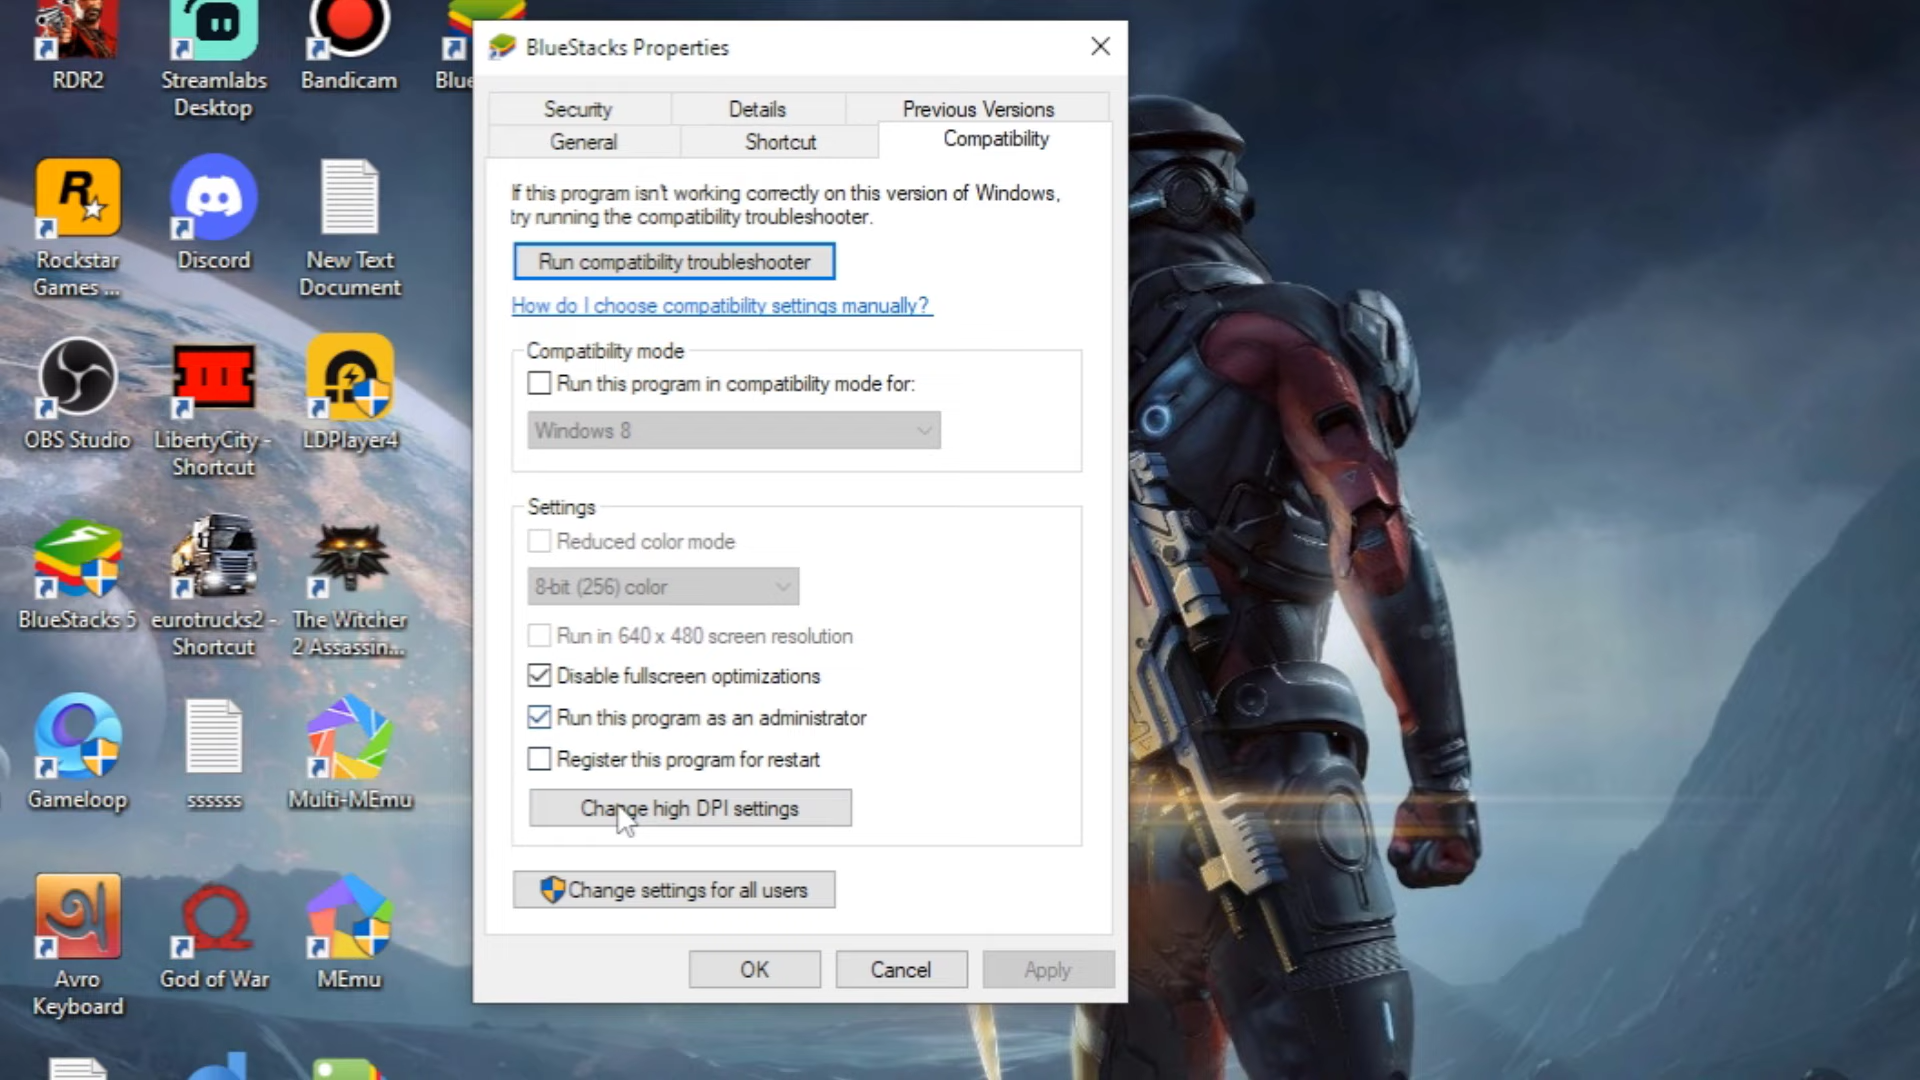 RDR2
Streamlabs
Desktop
Bandicam
Blue
Rockstar
Games ...
Discord
New Text
Document
OBS Studio
LibertyCity -
Shortcut
LDPlayer4
BlueStacks 5
eurotrucks2 -
Shortcut
The Witcher
2 Assassin...
Gameloop
ssssss
Multi-MEmu
Avro
Keyboard
God of War
MEmu
BlueStacks Properties
Security
Details
Previous Versions
General
Shortcut
Compatibility
If this program isn't working correctly on this version of Windows,
try running the compatibility troubleshooter.
Run compatibility troubleshooter
How do I choose compatibility settings manually?
Compatibility mode
Run this program in compatibility mode for:
Windows 8
Settings
Reduced color mode
8-bit (256) color
Run in 640 x 480 screen resolution
Disable fullscreen optimizations
Run this program as an administrator
Register this program for restart
Change high DPI settings
Change settings for all users
OK
Cancel
Apply